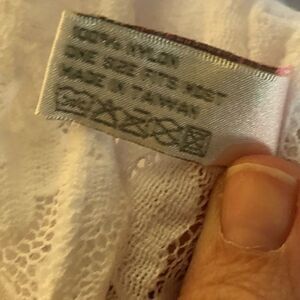 100% NYLON
ONE SIZE FITS MOST
MADE IN TAIWAN